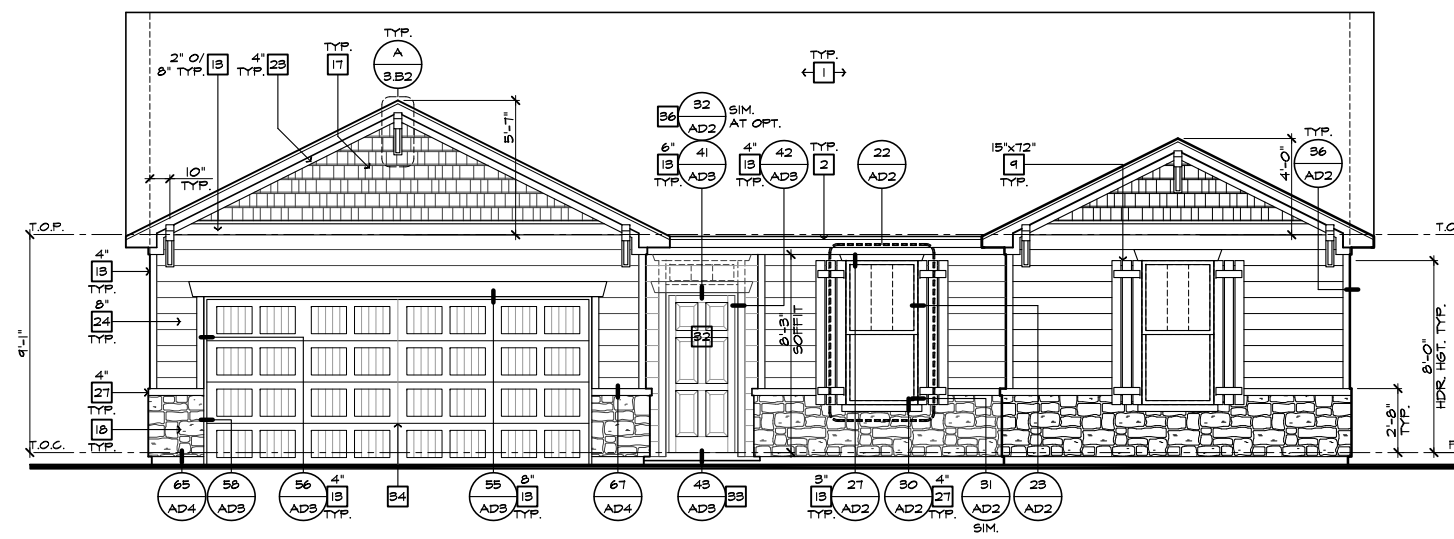 TYP.
A
3.B2
2" O/
8" TYP.
13
4"
TYP.
23
TYP.
17
TYP.
1
5'-7"
36
32
AD2
SIM.
AT OPT.
6"
13
TYP.
41
AD3
4"
13
TYP.
42
AD3
TYP.
2
22
AD2
15"x72"
9
TYP.
4'-0"
TYP.
36
AD2
10"
TYP.
T.O.P.
4"
13
TYP.
8"
24
TYP.
9'-1"
4"
27
TYP.
18
TYP.
T.O.C.
32
8'-3"
SOFFIT
8'-0"
HDR. HGT. TYP.
2'-8"
TYP.
65
AD4
58
AD3
56
AD3
4"
13
TYP.
34
55
AD3
8"
13
TYP.
67
AD4
43
AD3
33
3"
13
TYP.
27
AD2
30
AD2
4"
27
TYP.
31
AD2
SIM.
23
AD2